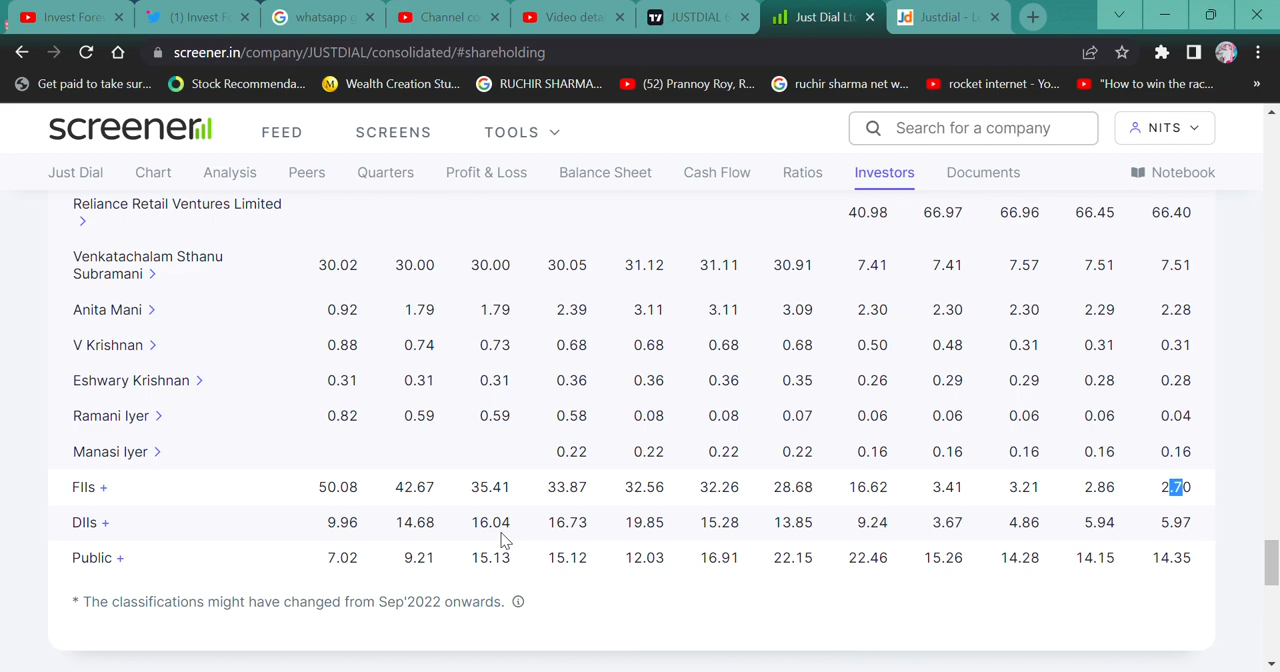 Invest Fore
(1) Invest F
whatsapp g
Channel co
Video deta
JUSTDIAL 6
Just Dial Lt
Justdial - L
screener.in/company/JUSTDIAL/consolidated/#shareholding
Get paid to take sur...
Stock Recommenda...
Wealth Creation Stu...
RUCHIR SHARMA...
(52) Prannoy Roy, R...
ruchir sharma net w...
rocket internet - Yo...
"How to win the rac...
»
screener
FEED
SCREENS
TOOLS
Search for a company
NITS
Just Dial Chart Analysis Peers Quarters Profit & Loss Balance Sheet Cash Flow Ratios Investors Documents Notebook
Reliance Retail Ventures Limited 40.98 66.97 66.96 66.45 66.40
Venkatachalam Sthanu
Subramani 30.02 30.00 30.00 30.05 31.12 31.11 30.91 7.41 7.41 7.57 7.51 7.51
Anita Mani 0.92 1.79 1.79 2.39 3.11 3.11 3.09 2.30 2.30 2.30 2.29 2.28
V Krishnan 0.88 0.74 0.73 0.68 0.68 0.68 0.68 0.50 0.48 0.31 0.31 0.31
Eshwary Krishnan 0.31 0.31 0.31 0.36 0.36 0.36 0.35 0.26 0.29 0.29 0.28 0.28
Ramani Iyer 0.82 0.59 0.59 0.58 0.08 0.08 0.07 0.06 0.06 0.06 0.06 0.04
Manasi Iyer 0.22 0.22 0.22 0.22 0.16 0.16 0.16 0.16 0.16
FIIs + 50.08 42.67 35.41 33.87 32.56 32.26 28.68 16.62 3.41 3.21 2.86 2.70
DIIs + 9.96 14.68 16.04 16.73 19.85 15.28 13.85 9.24 3.67 4.86 5.94 5.97
Public + 7.02 9.21 15.13 15.12 12.03 16.91 22.15 22.46 15.26 14.28 14.15 14.35
* The classifications might have changed from Sep'2022 onwards.